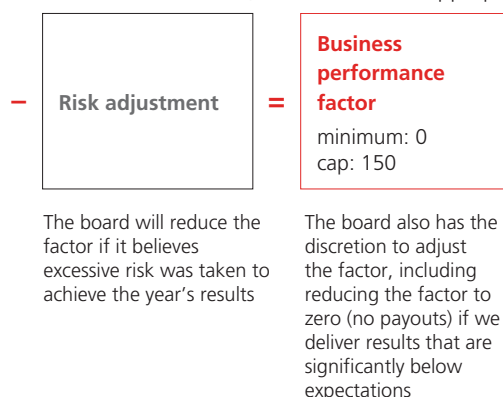 – Risk adjustment =
Business
performance
factor
minimum: 0
cap: 150
The board will reduce the
factor if it believes
excessive risk was taken to
achieve the year's results
The board also has the
discretion to adjust
the factor, including
reducing the factor to
zero (no payouts) if we
deliver results that are
significantly below
expectations